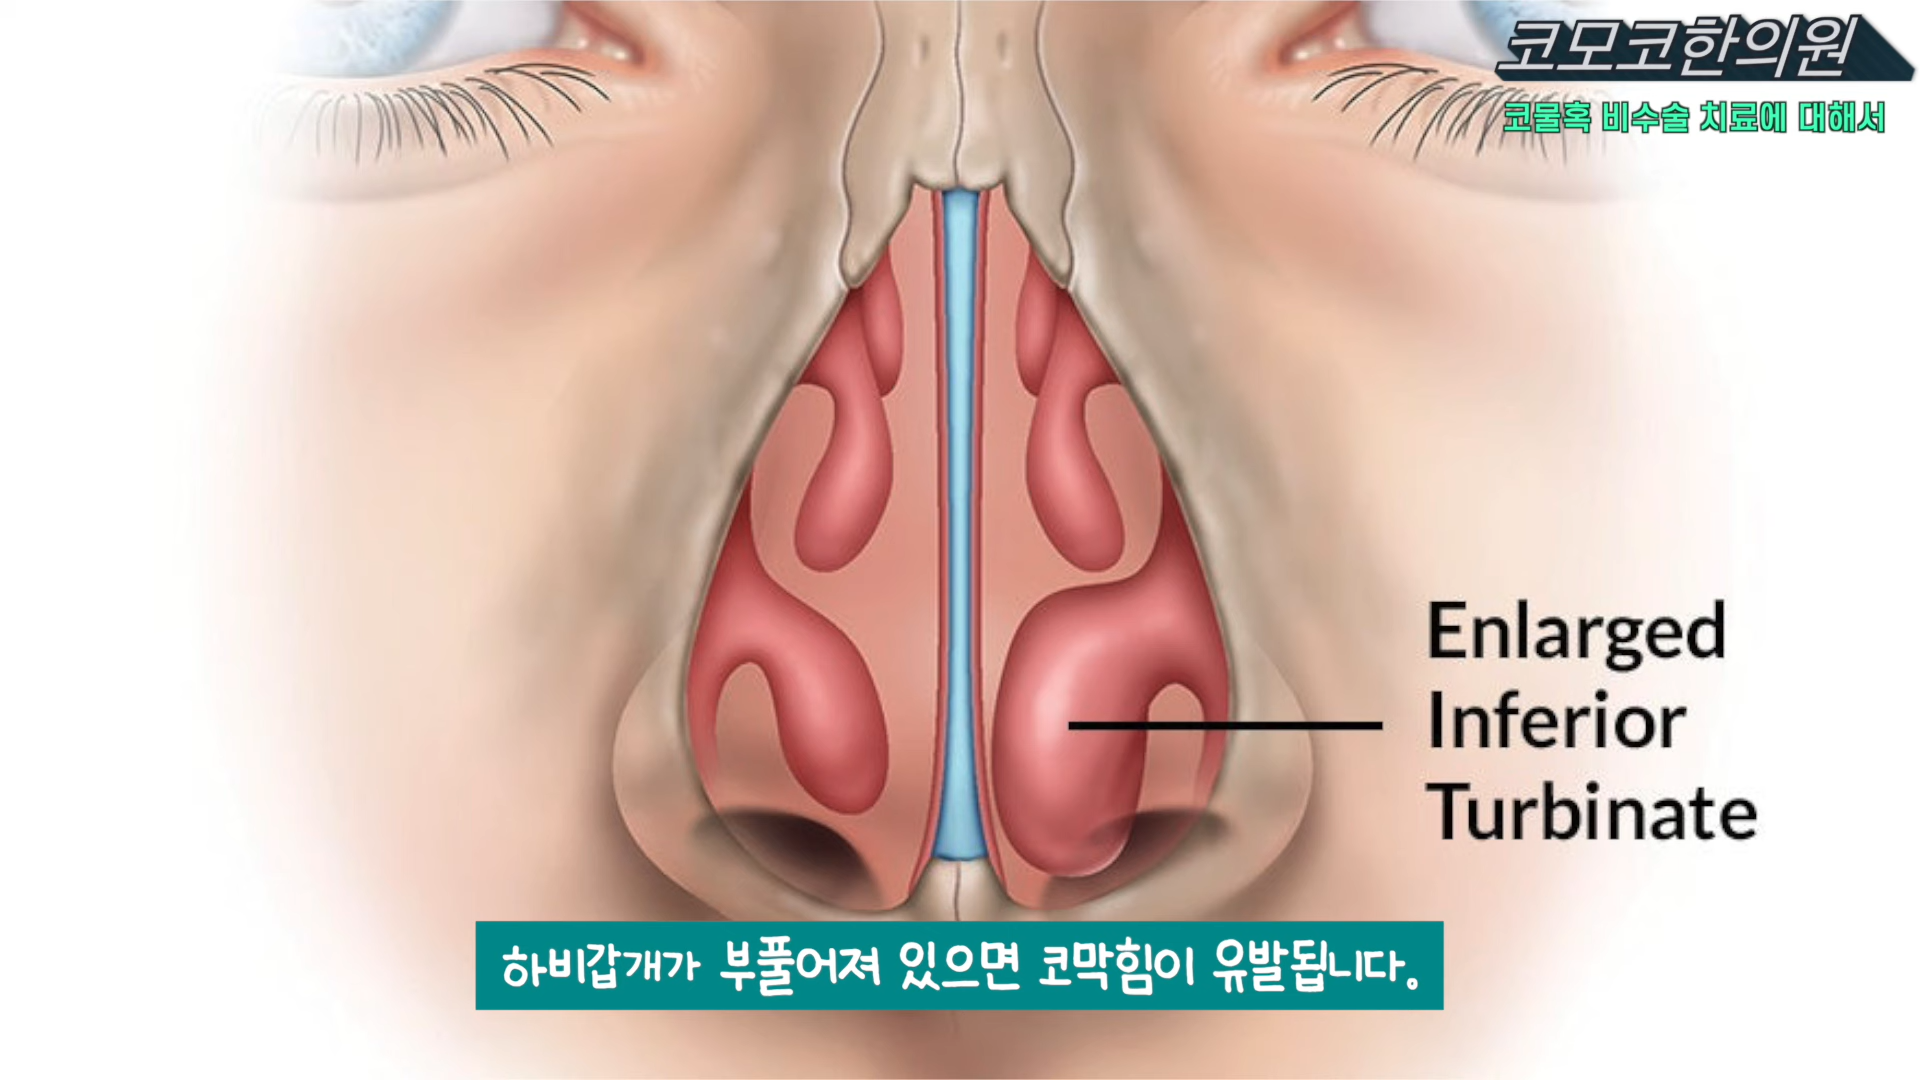 코모코한의원
코물혹 비수술 치료에 대해서
Enlarged
Inferior
Turbinate
하비갑개가 부풀어져 있으면 코막힘이 유발됩니다.